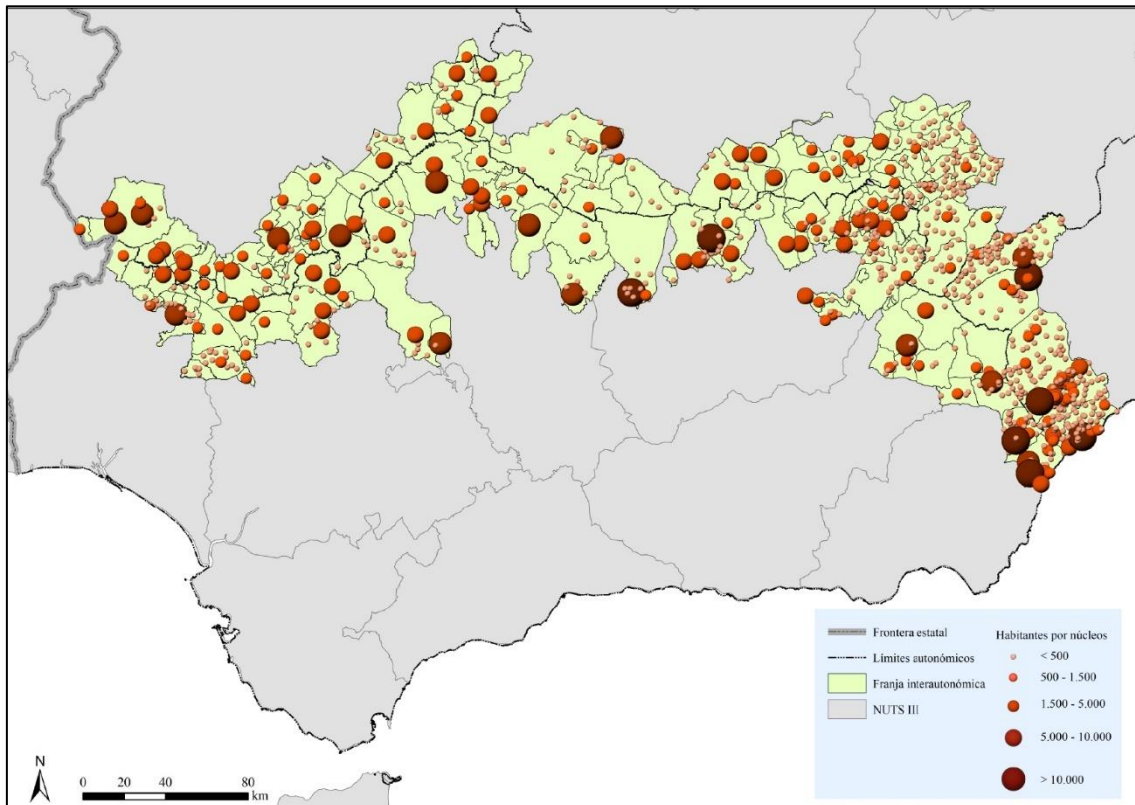 Frontera estatal
Límites autonómicos
Franja interautonómica
NUTS III
Habitantes por núcleos
< 500
500 - 1.500
1.500 - 5.000
5.000 - 10.000
> 10.000
N
0 20 40 80
km